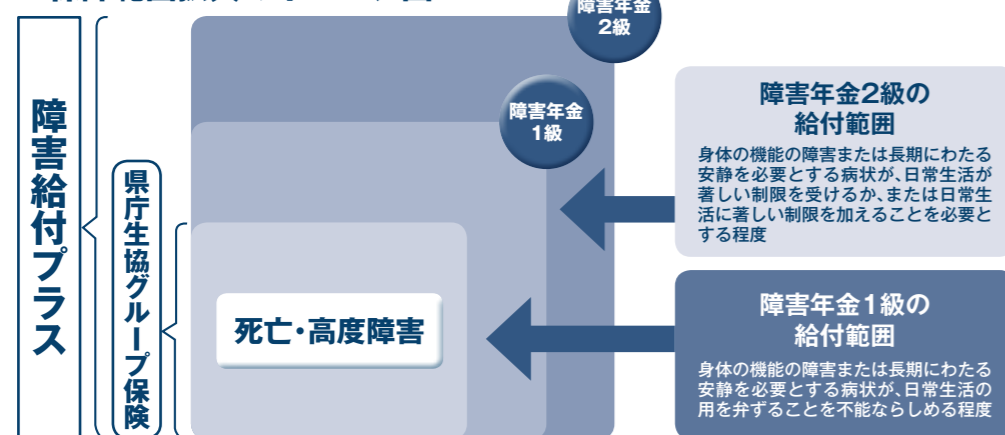 障害年金
2級
障害年金
1級
障害給付プラス
県庁生協グループ保険
死亡・高度障害
障害年金2級の
給付範囲
身体の機能の障害または長期にわたる
安静を必要とする病状が、日常生活が
著しい制限を受けるか、または日常生
活に著しい制限を加えることを必要と
する程度
障害年金1級の
給付範囲
身体の機能の障害または長期にわたる
安静を必要とする病状が、日常生活の
用を弁ずることを不能ならしめる程度